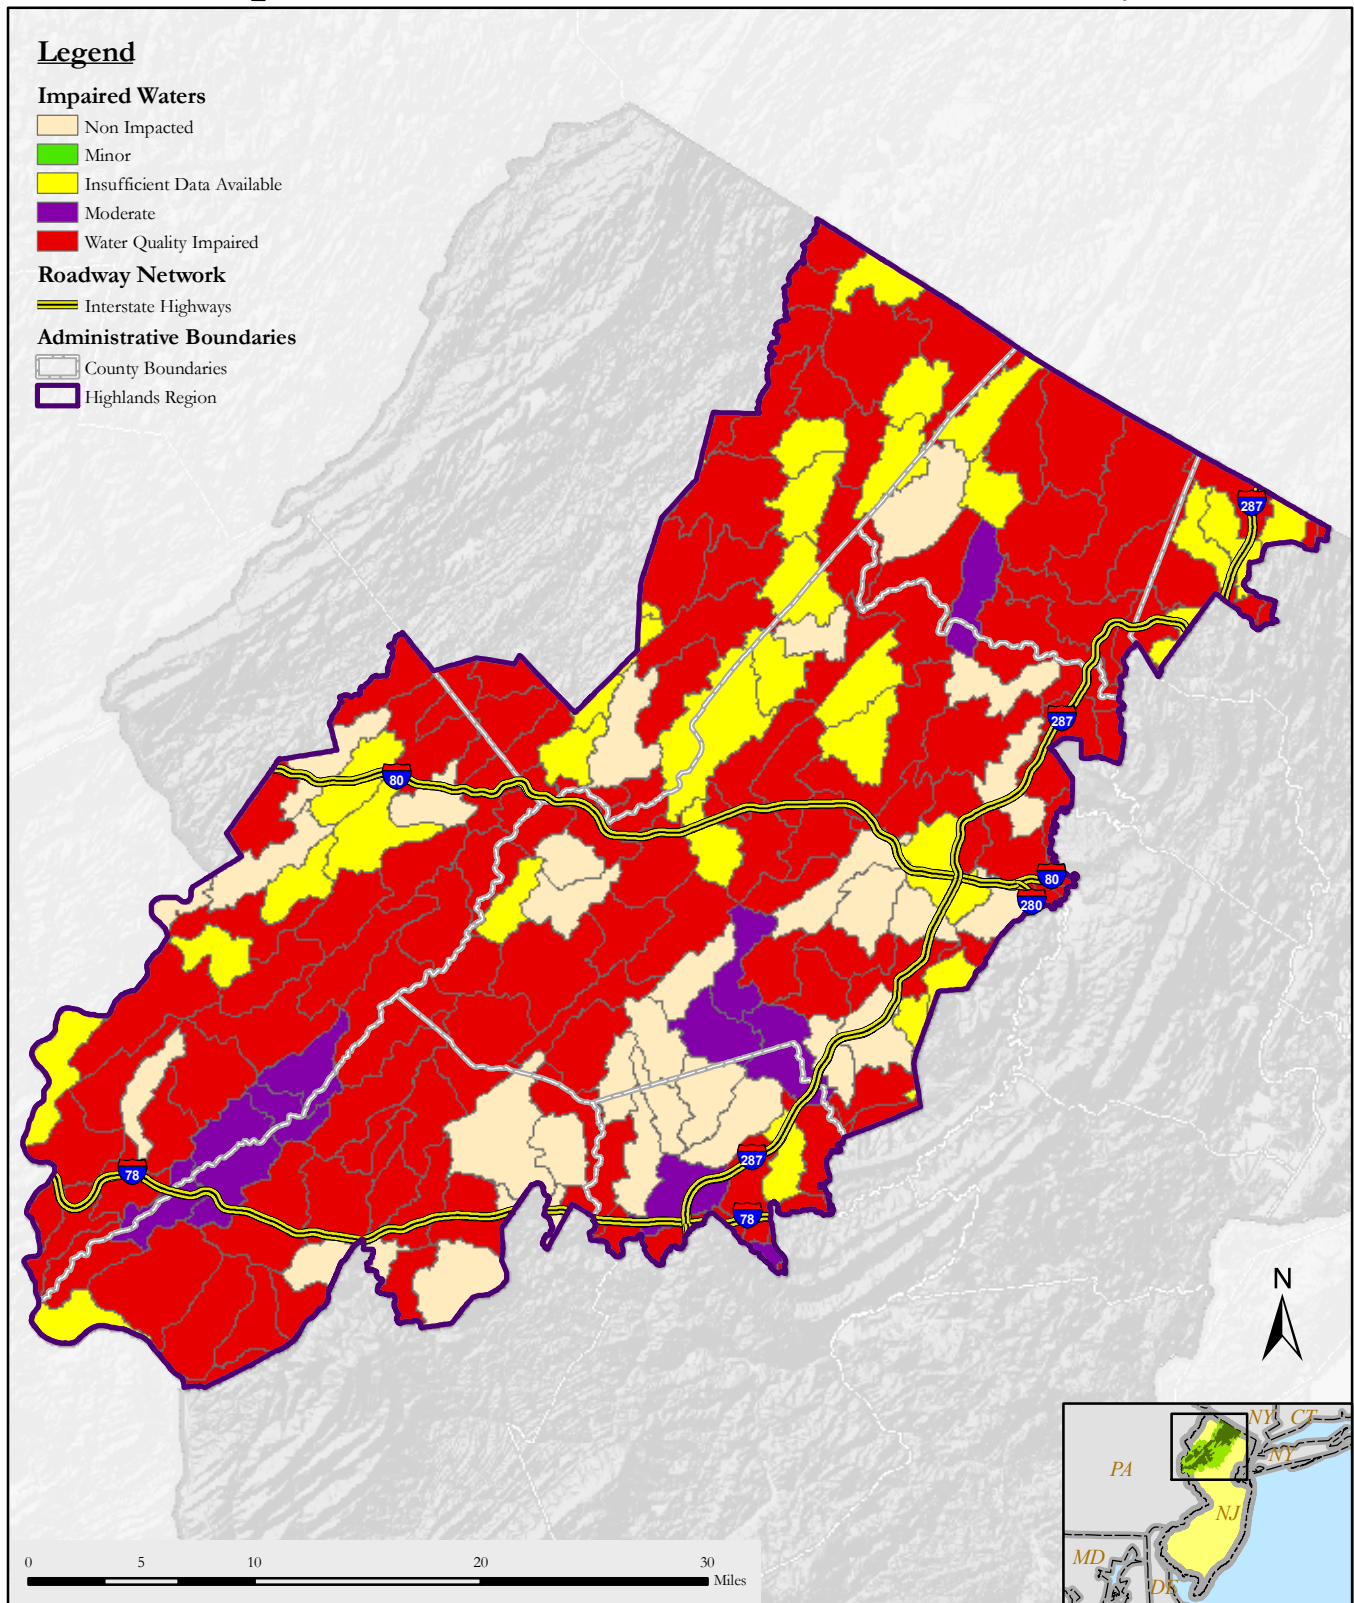 Legend
Impaired Waters
Non Impacted
Minor
Insufficient Data Available
Moderate
Water Quality Impaired
Roadway Network
Interstate Highways
Administrative Boundaries
County Boundaries
Highlands Region
287
287
80
80
280
78
287
78
N
NY CT
NY
PA
NJ
MD
DE
0 5 10 20 30
Miles